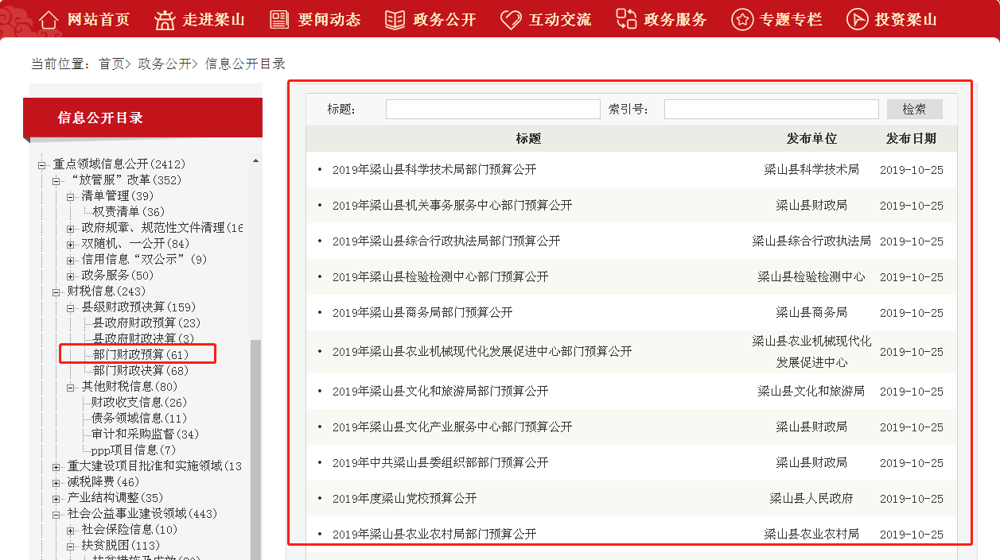 网站首页 走进梁山 要闻动态 政务公开 互动交流 政务服务 专题专栏 投资梁山
当前位置：首页> 政务公开> 信息公开目录
信息公开目录
重点领域信息公开(2412)
“放管服”改革(352)
清单管理(39)
权责清单(36)
政府规章、规范性文件清理(16
双随机、一公开(84)
信用信息“双公示”(9)
政务服务(50)
财税信息(243)
县级财政预决算(159)
县政府财政预算(23)
县政府财政决算(3)
部门财政预算(61)
部门财政决算(68)
其他财税信息(80)
财政收支信息(26)
债务领域信息(11)
审计和采购监督(34)
ppp项目信息(7)
重大建设项目批准和实施领域(13
减税降费(46)
产业结构调整(35)
社会公益事业建设领域(443)
社会保险信息(10)
扶贫脱困(113)
标题： 索引号： 检索
标题 发布单位 发布日期
• 2019年梁山县科学技术局部门预算公开 梁山县科学技术局 2019-10-25
• 2019年梁山县机关事务服务中心部门预算公开 梁山县财政局 2019-10-25
• 2019年梁山县综合行政执法局部门预算公开 梁山县综合行政执法局 2019-10-25
• 2019年梁山县检验检测中心部门预算公开 梁山县检验检测中心 2019-10-25
• 2019年梁山县商务局部门预算公开 梁山县商务局 2019-10-25
• 2019年梁山县农业机械现代化发展促进中心部门预算公开 梁山县农业机械现代化 2019-10-25
发展促进中心
• 2019年梁山县文化和旅游局部门预算公开 梁山县文化和旅游局 2019-10-25
• 2019年梁山县文化产业服务中心部门预算公开 梁山县财政局 2019-10-25
• 2019年中共梁山县委组织部部门预算公开 梁山县财政局 2019-10-25
• 2019年度梁山党校预算公开 梁山县人民政府 2019-10-25
• 2019年梁山县农业农村局部门预算公开 梁山县农业农村局 2019-10-25